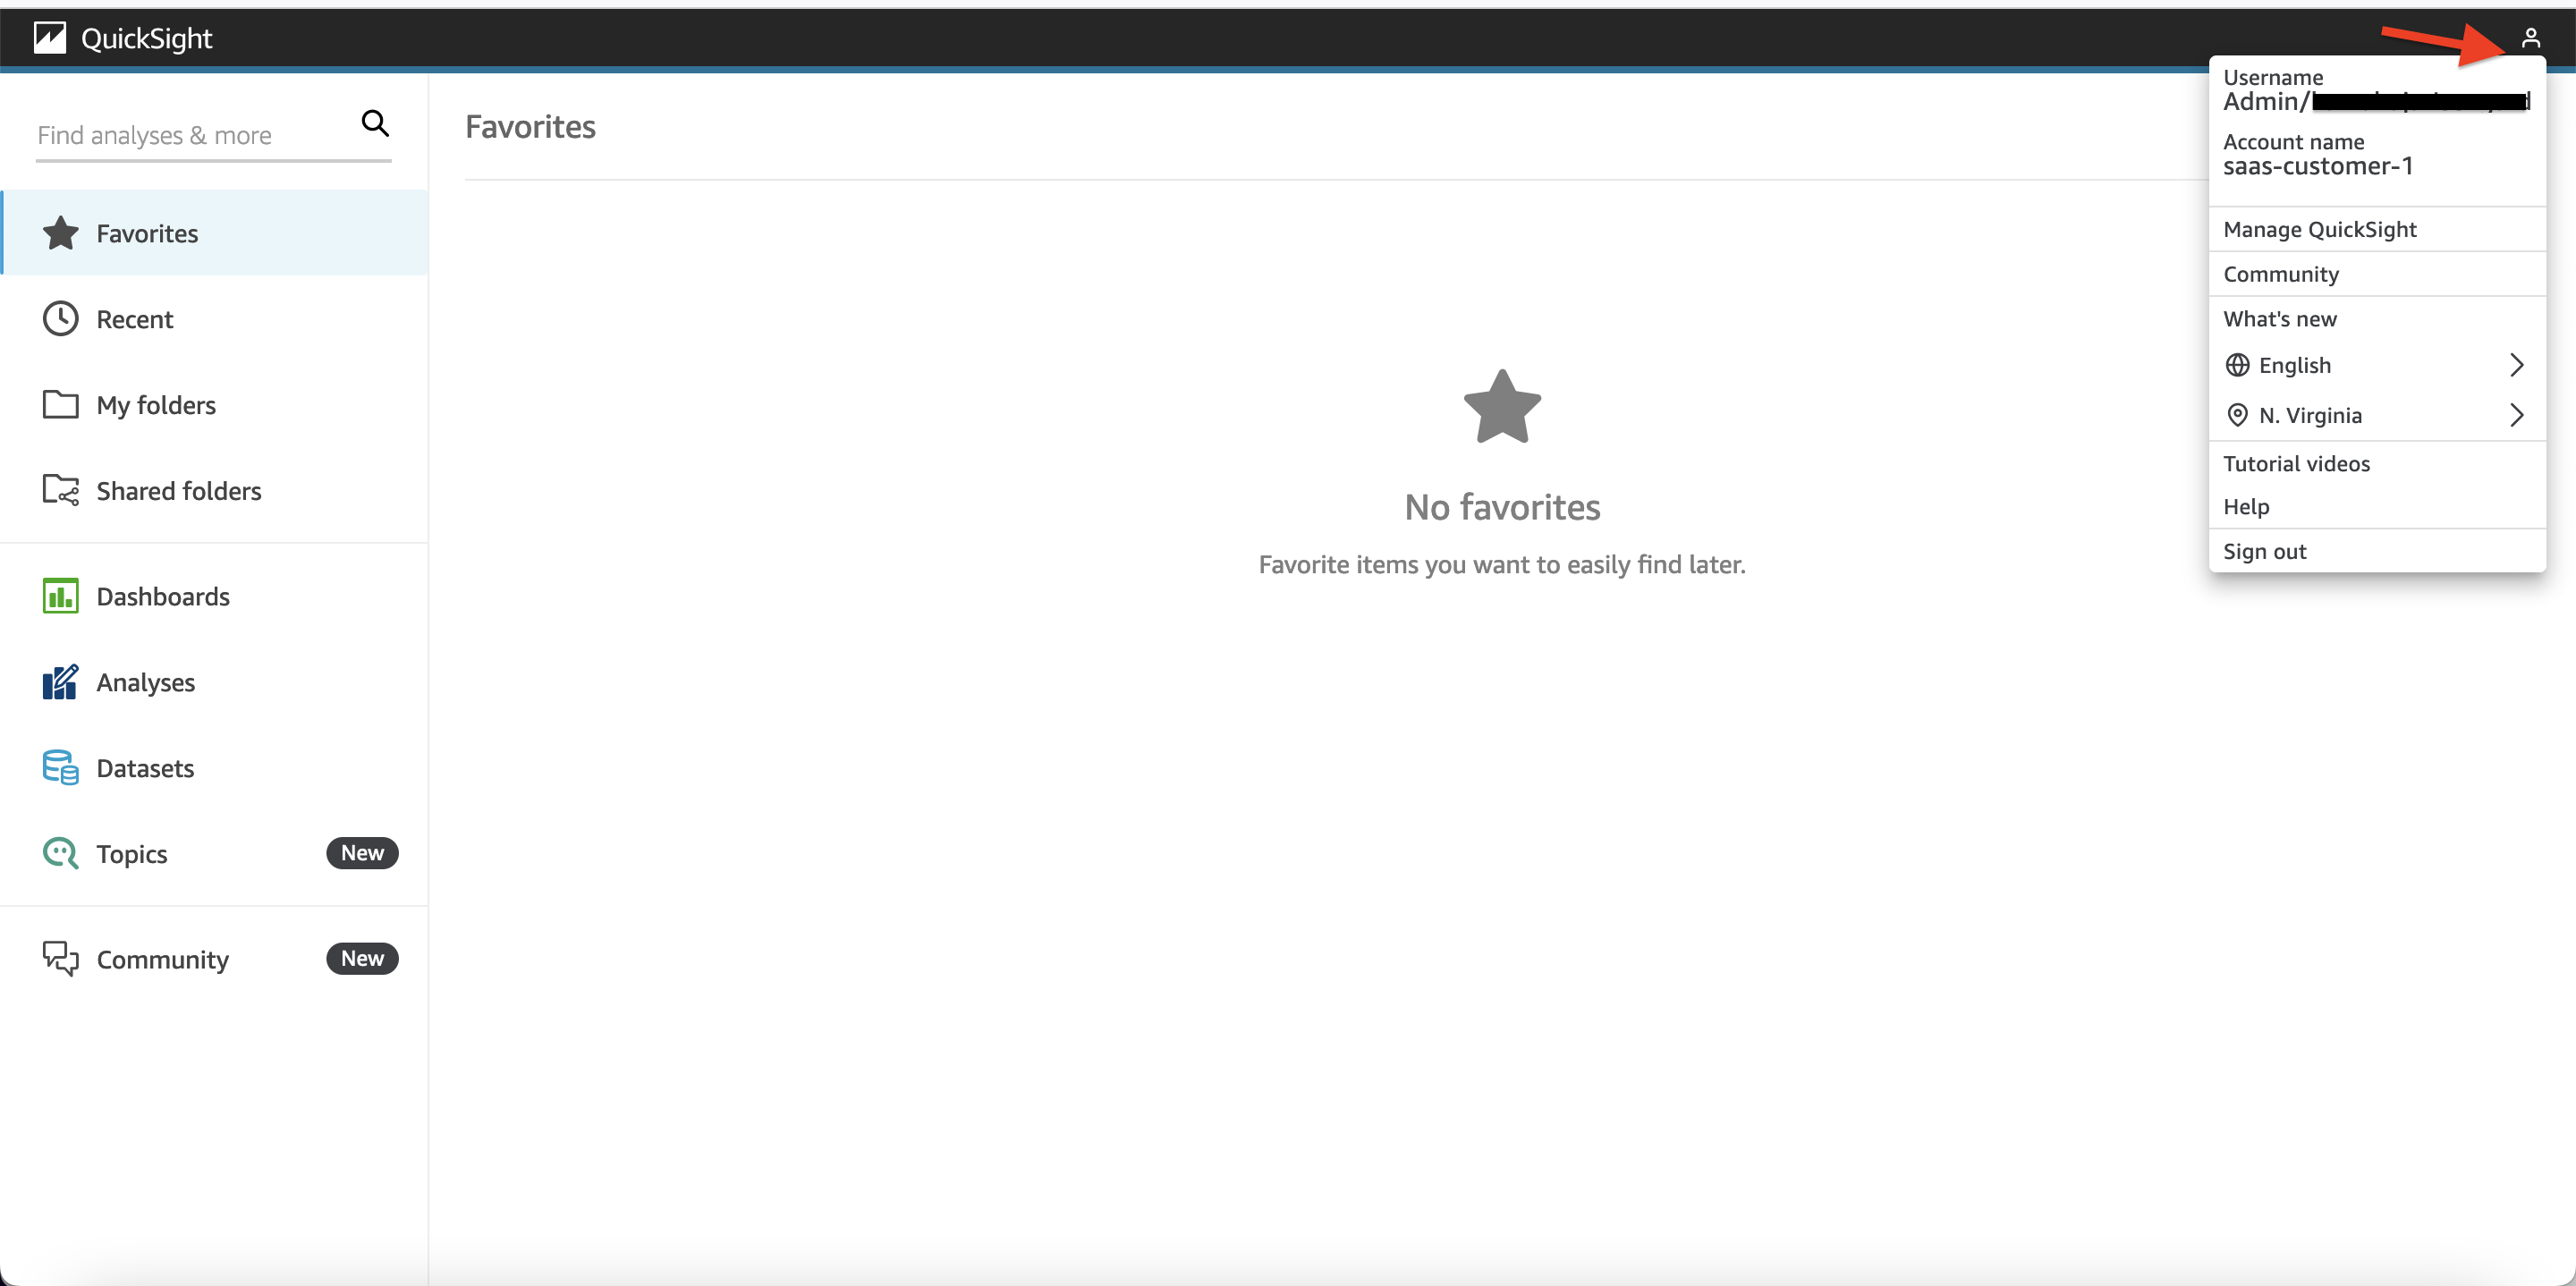 QuickSight
Find analyses & more
Favorites
Recent
My folders
Shared folders
Dashboards
Analyses
Datasets
Topics New
Community New
Favorites
No favorites
Favorite items you want to easily find later.
Username
Admin/
Account name
saas-customer-1
Manage QuickSight
Community
What's new
English
N. Virginia
Tutorial videos
Help
Sign out